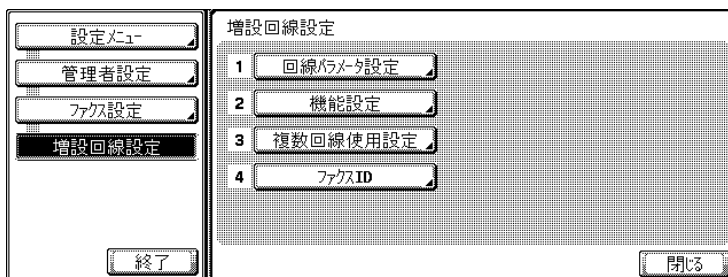 設定ﾒﾆｭｰ
管理者設定
ﾌｧｸｽ設定
増設回線設定
終了
増設回線設定
1 回線ﾊﾟﾗﾒｰﾀ設定
2 機能設定
3 複数回線使用設定
4 ﾌｧｸｽID
閉じる